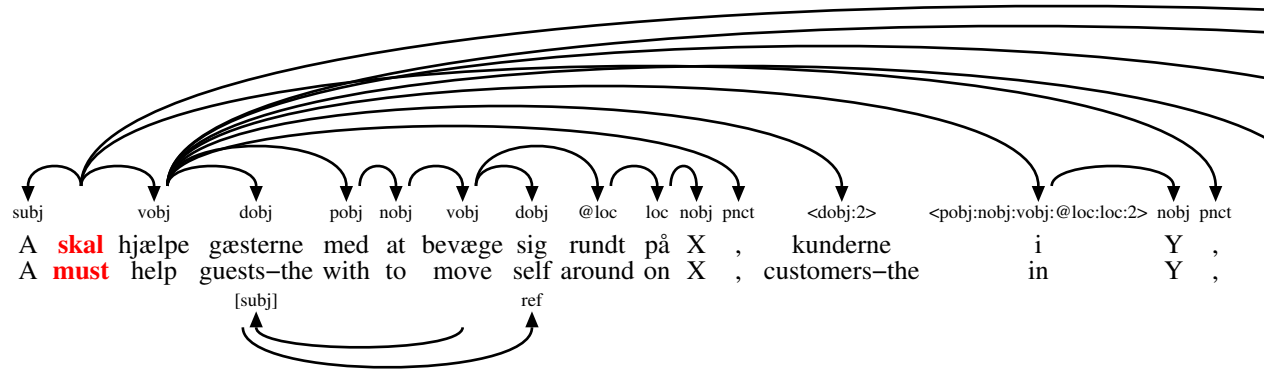 subj vobj dobj pobj nobj vobj dobj @loc loc nobj pnct <dobj:2> <pobj:nobj:vobj:@loc:loc:2> nobj pnct
A skal hjælpe gæsterne med at bevæge sig rundt på X , kunderne i Y ,
A must help guests−the with to move self around on X , customers−the in Y ,
[subj] ref